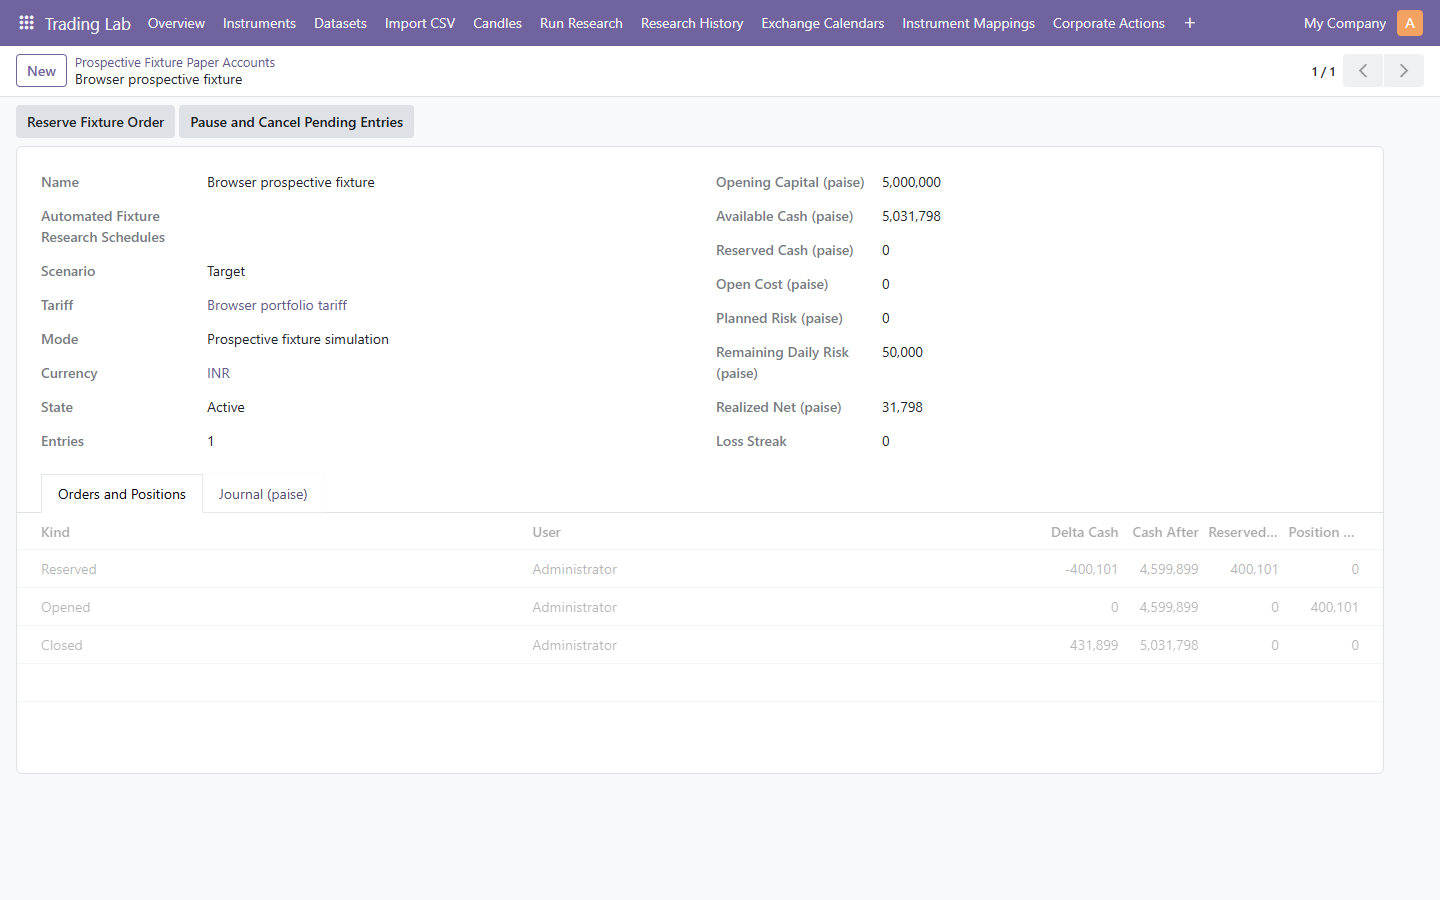 Trading Lab Overview Instruments Datasets Import CSV Candles Run Research Research History Exchange Calendars Instrument Mappings Corporate Actions + My Company A
New
Prospective Fixture Paper Accounts
Browser prospective fixture
1 / 1
Reserve Fixture Order Pause and Cancel Pending Entries
Name Browser prospective fixture
Automated Fixture
Research Schedules
Scenario Target
Tariff Browser portfolio tariff
Mode Prospective fixture simulation
Currency INR
State Active
Entries 1
Opening Capital (paise) 5,000,000
Available Cash (paise) 5,031,798
Reserved Cash (paise) 0
Open Cost (paise) 0
Planned Risk (paise) 0
Remaining Daily Risk 50,000
(paise)
Realized Net (paise) 31,798
Loss Streak 0
Orders and Positions Journal (paise)
Kind User Delta Cash Cash After Reserved... Position ...
Reserved Administrator -400,101 4,599,899 400,101 0
Opened Administrator 0 4,599,899 0 400,101
Closed Administrator 431,899 5,031,798 0 0